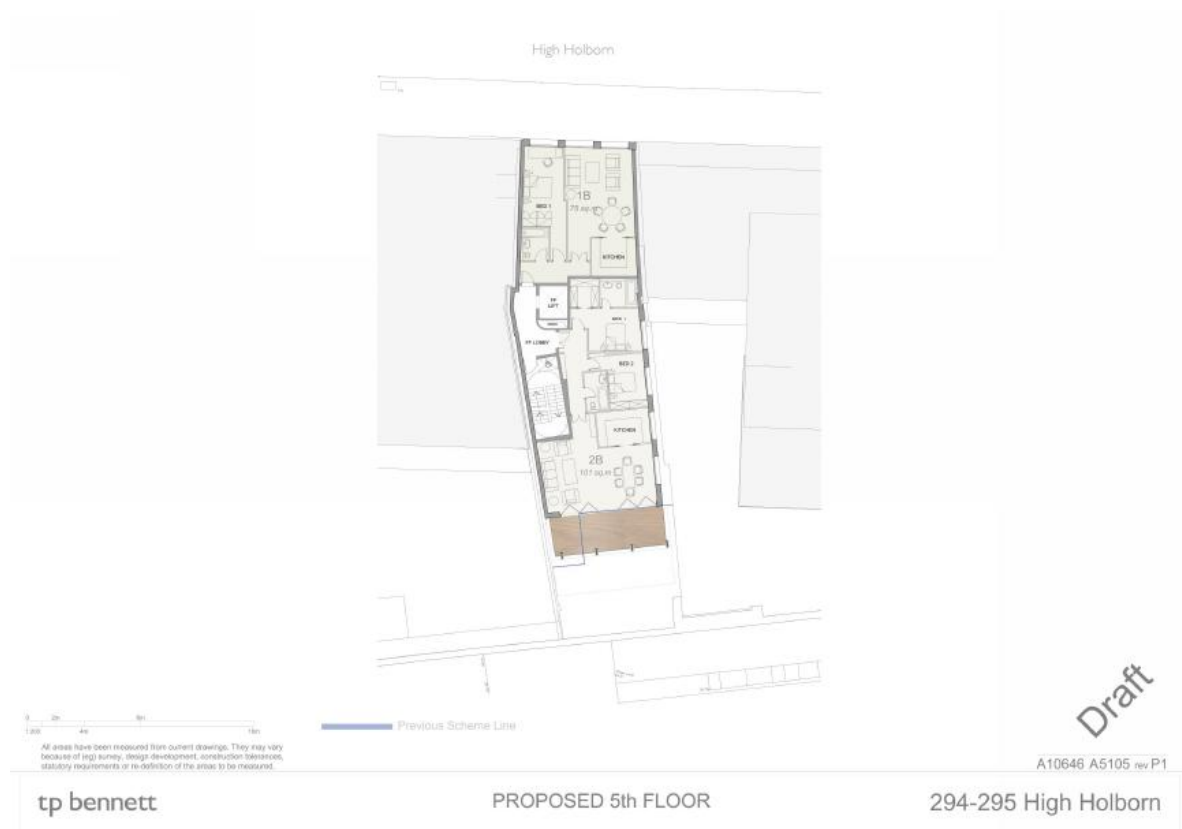 High Holborn
1B
75 sq.m
BED 1
KITCHEN
FF
LIFT
BED 1
FF LOBBY
BED 2
KITCHEN
2B
101 sq.m
Draft
Previous Scheme Line
All areas have been measured from current drawings. They may vary
because of (eg) survey, design development, construction tolerances,
statutory requirements or re-definition of the areas to be measured.
A10646 A5105 rev P1
tp bennett
PROPOSED 5th FLOOR
294-295 High Holborn